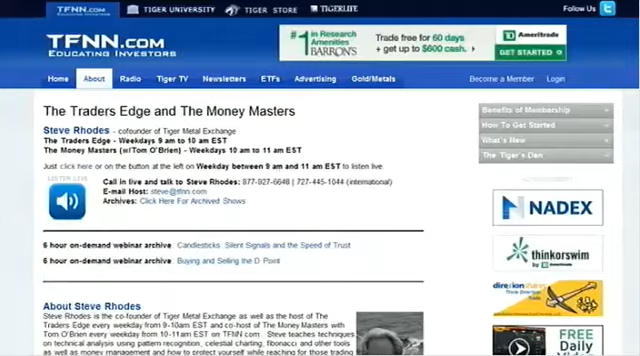 TIGER UNIVERSITY TIGER STORE TIGERLIFE Follow Us
TFNN.COM
EDUCATING INVESTORS
#1 in Research Amenities BARRON'S Trade free for 60 days + get up to $600 cash. Ameritrade GET STARTED
Home About Radio Tiger TV Newsletters ETFs Advertising Gold/Metals Become a Member Login
The Traders Edge and The Money Masters
Steve Rhodes - cofounder of Tiger Metal Exchange
The Traders Edge - Weekdays 9 am to 10 am EST
The Money Masters (w/Tom O'Brien) - Weekdays 10 am to 11 am EST
Just click here or on the button at the left on Weekday between 9 am and 11 am EST to listen live.
LISTEN LIVE
Call in live and talk to Steve Rhodes: 877-927-6648 | 727-445-1044 (international)
E-mail Host: steve@tfnn.com
Archives: Click Here For Archived Shows
6 hour on-demand webinar archive Candlesticks: Silent Signals and the Speed of Trust
6 hour on-demand webinar archive Buying and Selling the D Point
About Steve Rhodes
Steve Rhodes is the co-founder of Tiger Metal Exchange as well as the host of The
Traders Edge every weekday from 9-10am EST and co-host of The Money Masters with
Tom O'Brien every weekday from 10-11am EST on TFNN.com. Steve teaches techniques
on technical analysis using pattern recognition, celestial charting, fibonacci and other tools
as well as money management and how to protect yourself while reaching for those trading
Benefits of Membership
How To Get Started
What's New
The Tiger's Den
NADEX
thinkorswim
by Ameritrade
direxion shares
FREE
Daily